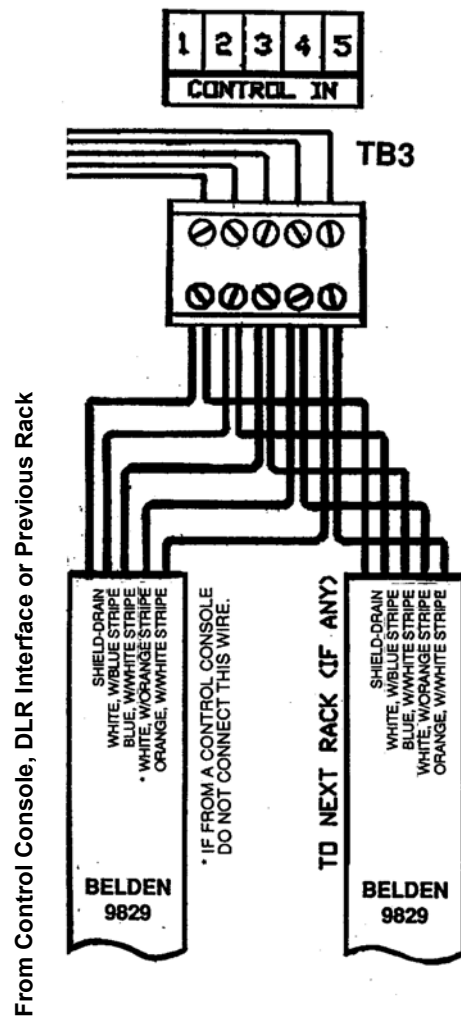 1 2 3 4 5
CONTROL IN
TB3
From Control Console, DLR Interface or Previous Rack
SHIELD-DRAIN
WHITE, W/BLUE STRIPE
BLUE, W/WHITE STRIPE
* WHITE, W/ORANGE STRIPE
ORANGE, W/WHITE STRIPE
BELDEN
9829
* IF FROM A CONTROL CONSOLE
DO NOT CONNECT THIS WIRE.
TO NEXT RACK (IF ANY)
SHIELD-DRAIN
WHITE, W/BLUE STRIPE
BLUE, W/WHITE STRIPE
WHITE, W/ORANGE STRIPE
ORANGE, W/WHITE STRIPE
BELDEN
9829